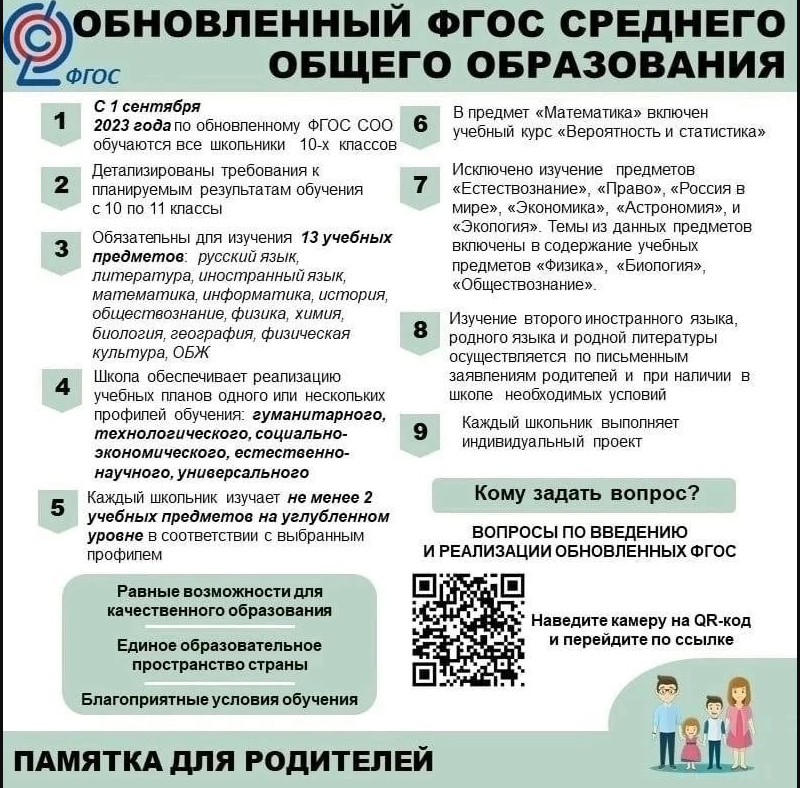 ОБНОВЛЕННЫЙ ФГОС СРЕДНЕГО
ОБЩЕГО ОБРАЗОВАНИЯ
ФГОС
1
С 1 сентября
2023 года по обновленному ФГОС СОО
обучаются все школьники 10-х классов
2
Детализированы требования к
планируемым результатам обучения
с 10 по 11 классы
3
Обязательны для изучения 13 учебных
предметов: русский язык,
литература, иностранный язык,
математика, информатика, история,
обществознание, физика, химия,
биология, география, физическая
культура, ОБЖ
4
Школа обеспечивает реализацию
учебных планов одного или нескольких
профилей обучения: гуманитарного,
технологического, социально-
экономического, естественно-
научного, универсального
5
Каждый школьник изучает не менее 2
учебных предметов на углубленном
уровне в соответствии с выбранным
профилем
Равные возможности для
качественного образования
Единое образовательное
пространство страны
Благоприятные условия обучения
6
В предмет «Математика» включен
учебный курс «Вероятность и статистика»
7
Исключено изучение предметов
«Естествознание», «Право», «Россия в
мире», «Экономика», «Астрономия», и
«Экология». Темы из данных предметов
включены в содержание учебных
предметов «Физика», «Биология»,
«Обществознание».
8
Изучение второго иностранного языка,
родного языка и родной литературы
осуществляется по письменным
заявлениям родителей и при наличии в
школе необходимых условий
9
Каждый школьник выполняет
индивидуальный проект
Кому задать вопрос?
ВОПРОСЫ ПО ВВЕДЕНИЮ
И РЕАЛИЗАЦИИ ОБНОВЛЕННЫХ ФГОС
Наведите камеру на QR-код
и перейдите по ссылке
ПАМЯТКА ДЛЯ РОДИТЕЛЕЙ